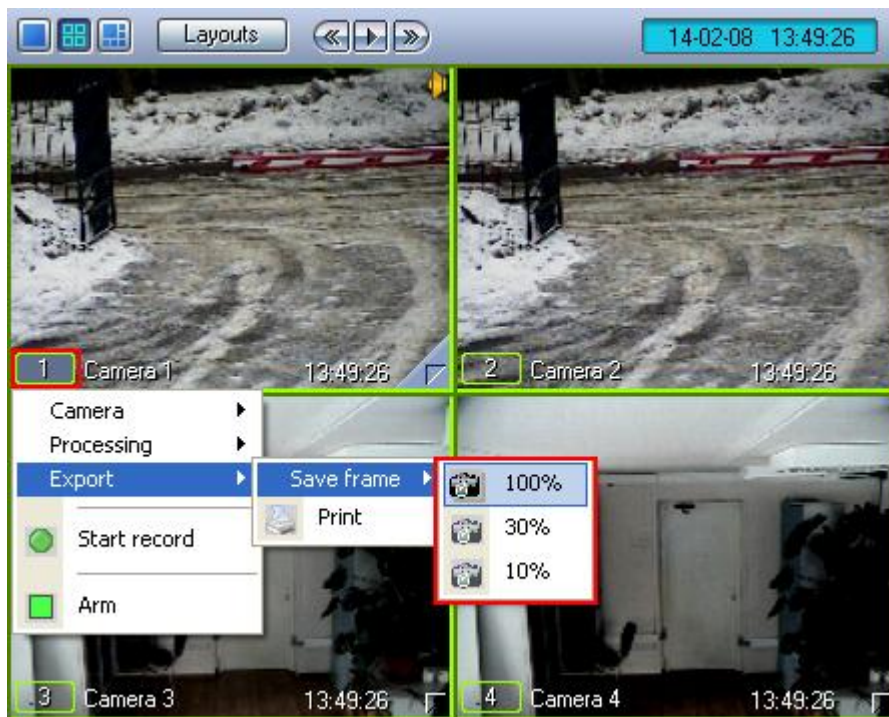 Layouts
14-02-08 13:49:26
1 Camera 1 13:49:26
2 Camera 2 13:49:26
Camera
Processing
Export
Start record
Arm
Save frame
Print
100%
30%
10%
3 Camera 3 13:49:26
4 Camera 4 13:49:26